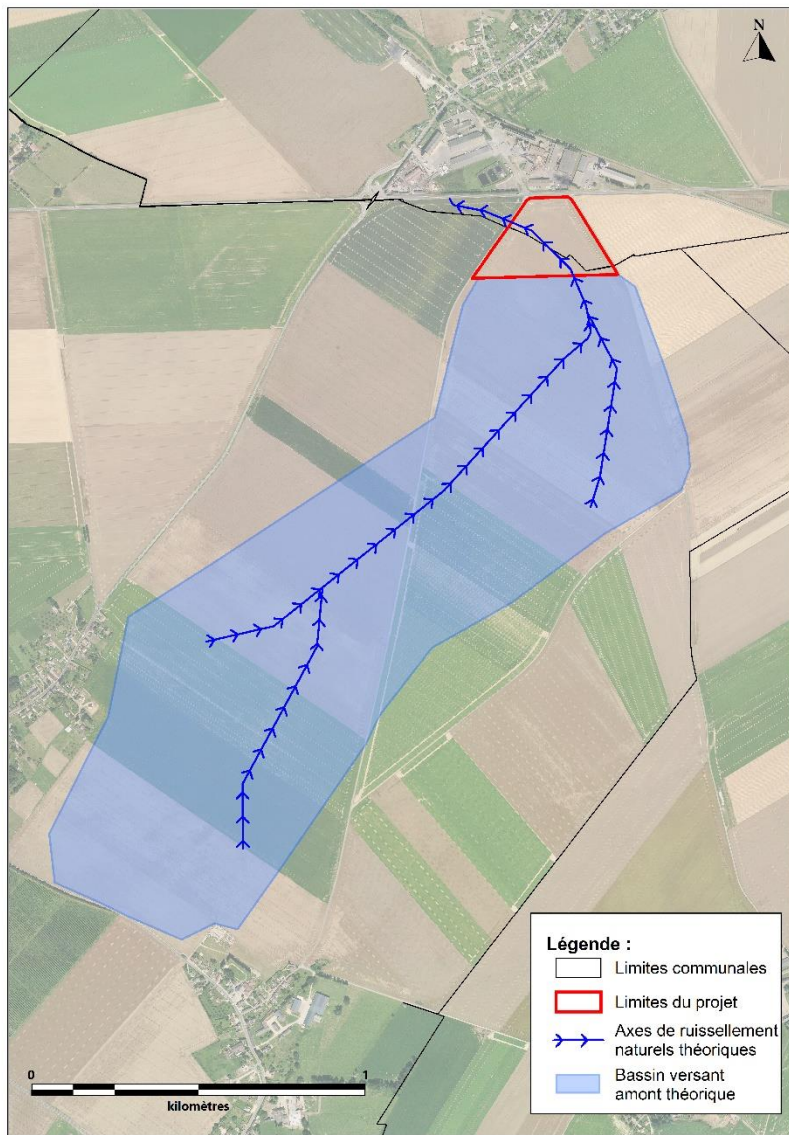 N
Légende :
Limites communales
Limites du projet
Axes de ruissellement
naturels théoriques
Bassin versant
amont théorique
0 1
kilomètres